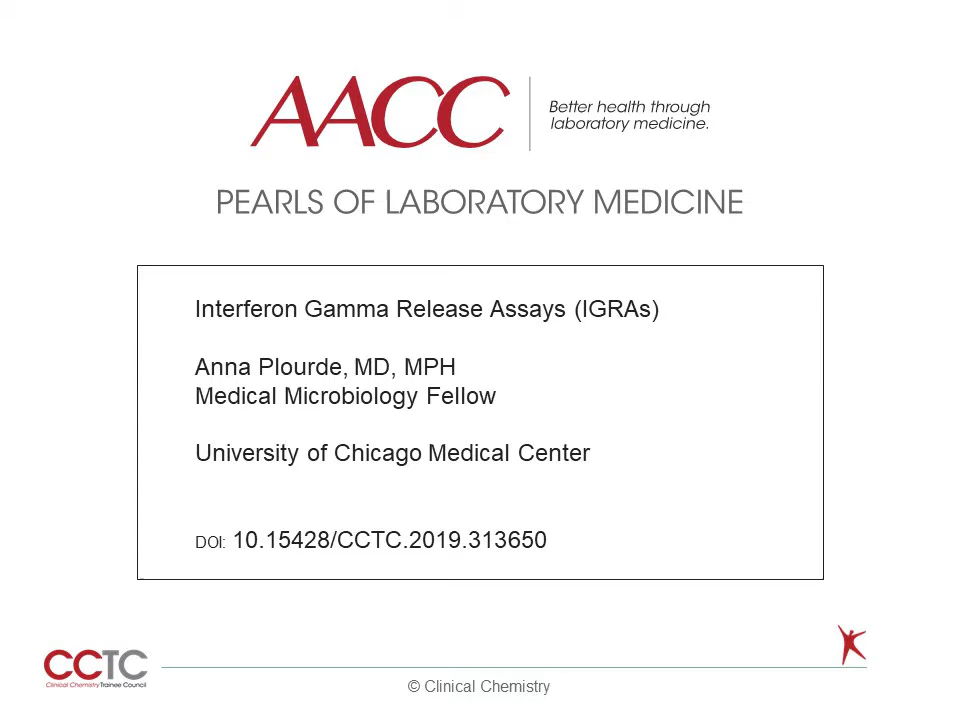 AACC
Better health through
laboratory medicine.
PEARLS OF LABORATORY MEDICINE
Interferon Gamma Release Assays (IGRAs)
Anna Plourde, MD, MPH
Medical Microbiology Fellow
University of Chicago Medical Center
DOI: 10.15428/CCTC.2019.313650
CCTC
Clinical Chemistry Trainee Council
© Clinical Chemistry